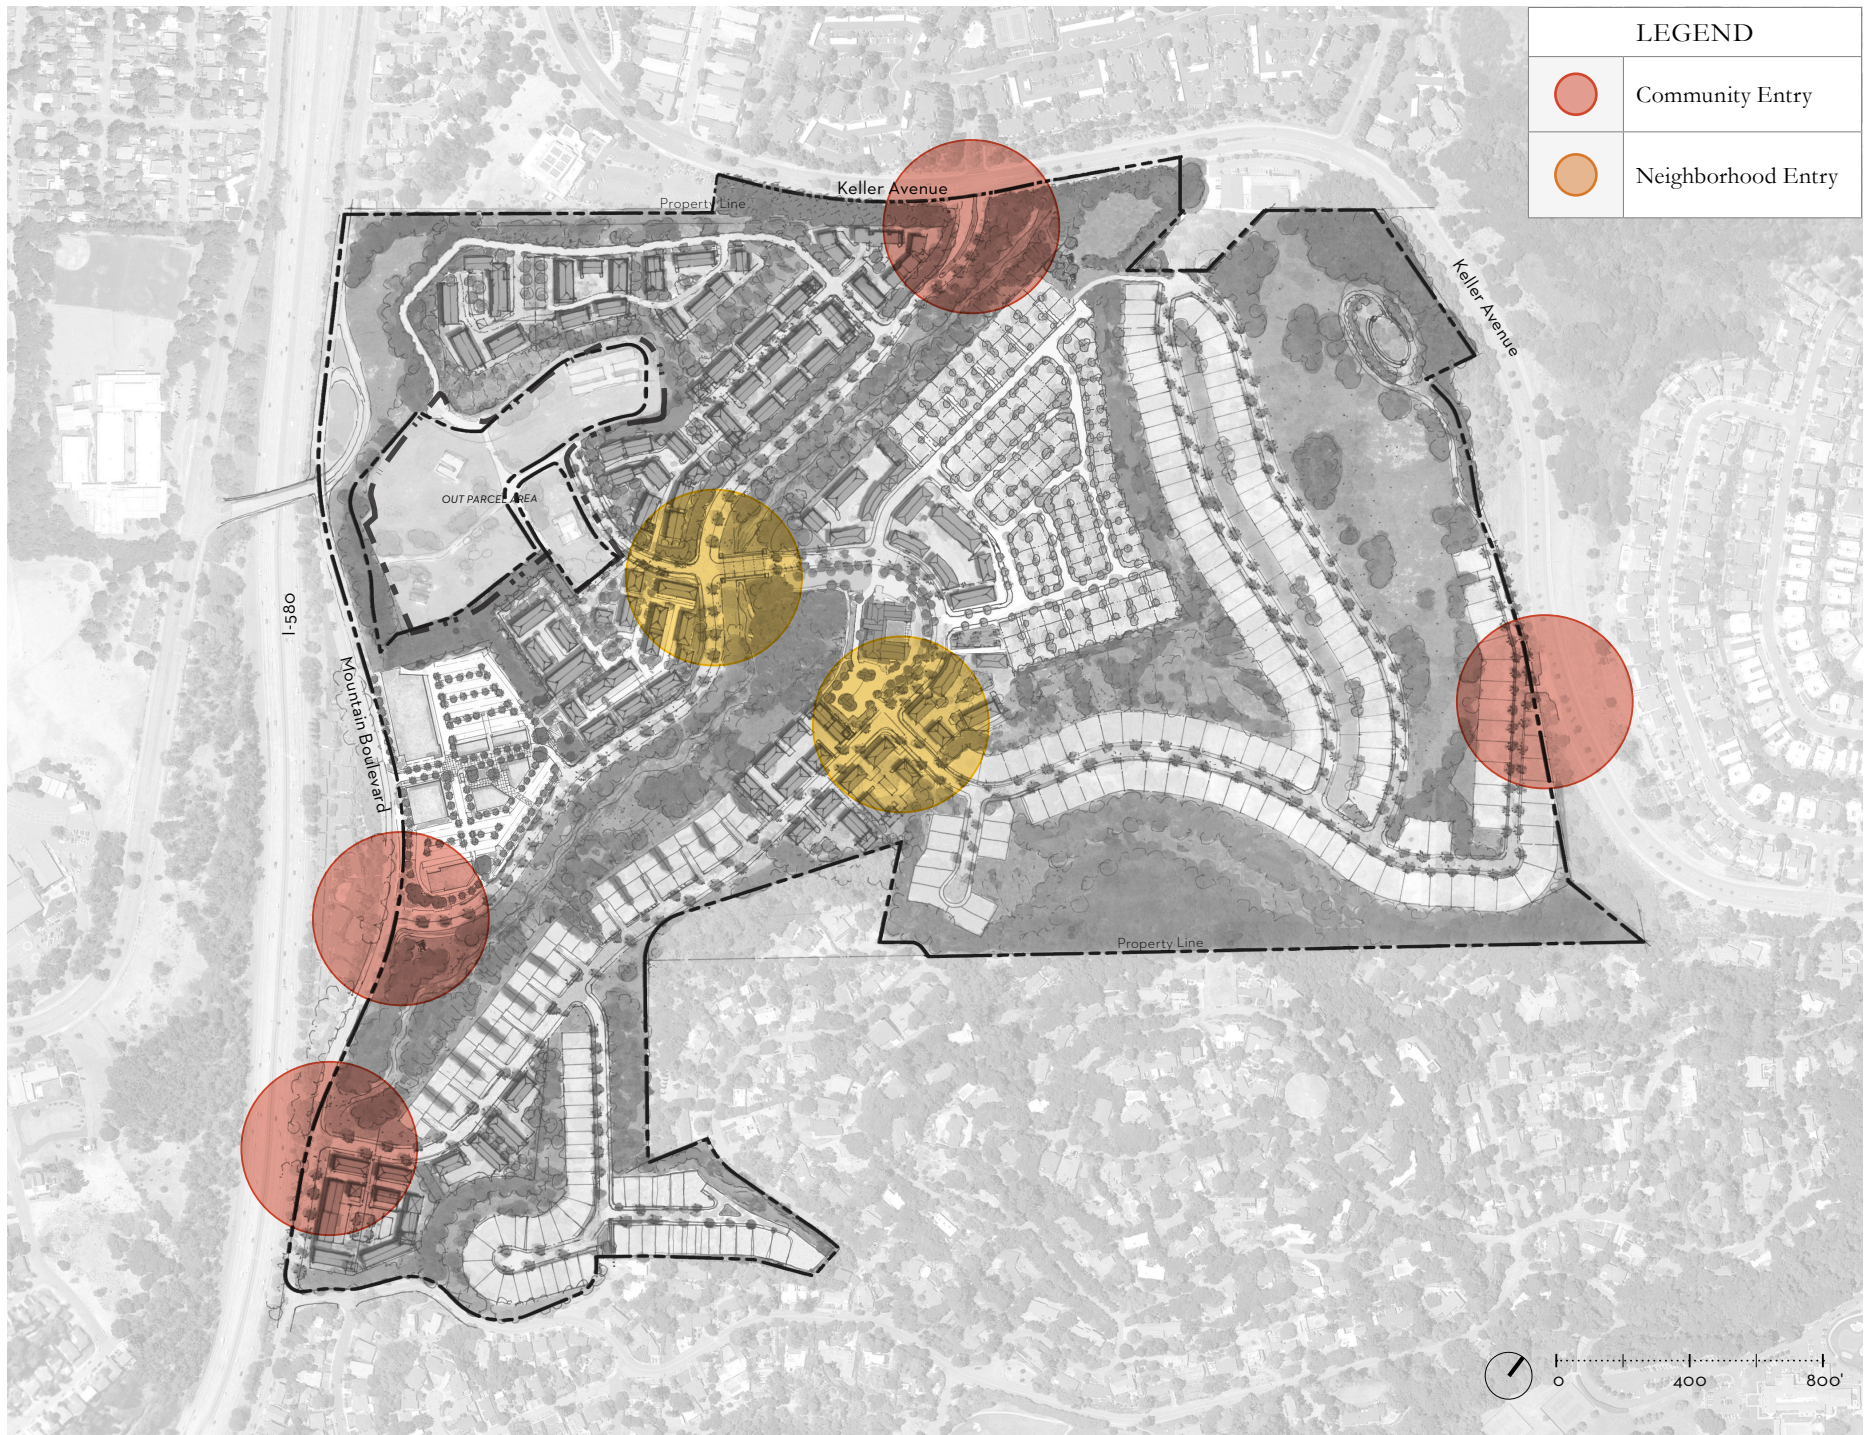 LEGEND
Community Entry
Neighborhood Entry
Keller Avenue
Property Line
Keller Avenue
OUT PARCEL AREA
I-580
Mountain Boulevard
Property Line
0 400 800'